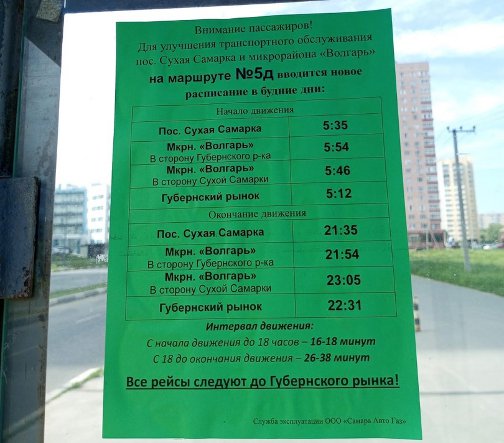 Внимание пассажиров!
Для улучшения транспортного обслуживания
пос. Сухая Самарка и микрорайона «Волгарь»
на маршруте №5д вводится новое
расписание в будние дни:
Начало движения
Пос. Сухая Самарка 5:35
Мкрн. «Волгарь»
В сторону Губернского р-ка 5:54
Мкрн. «Волгарь»
В сторону Сухой Самарки 5:46
Губернский рынок 5:12
Окончание движения
Пос. Сухая Самарка 21:35
Мкрн. «Волгарь»
В сторону Губернского р-ка 21:54
Мкрн. «Волгарь»
В сторону Сухой Самарки 23:05
Губернский рынок 22:31
Интервал движения:
С начала движения до 18 часов – 16-18 минут
С 18 до окончания движения – 26-38 минут
Все рейсы следуют до Губернского рынка!
Служба эксплуатации ООО «Самара Авто Газ»